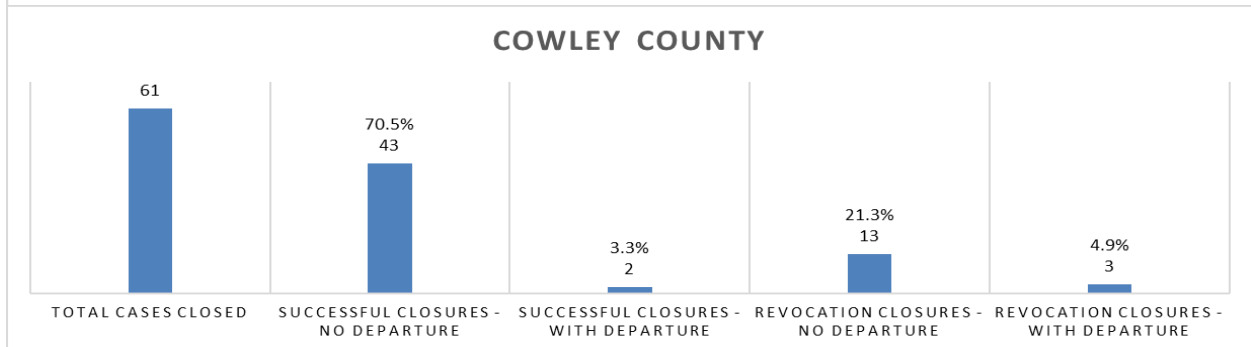 COWLEY COUNTY
61
70.5%
43
3.3%
2
21.3%
13
4.9%
3
TOTAL CASES CLOSED
SUCCESSFUL CLOSURES -
NO DEPARTURE
SUCCESSFUL CLOSURES -
WITH DEPARTURE
REVOCATION CLOSURES -
NO DEPARTURE
REVOCATION CLOSURES -
WITH DEPARTURE